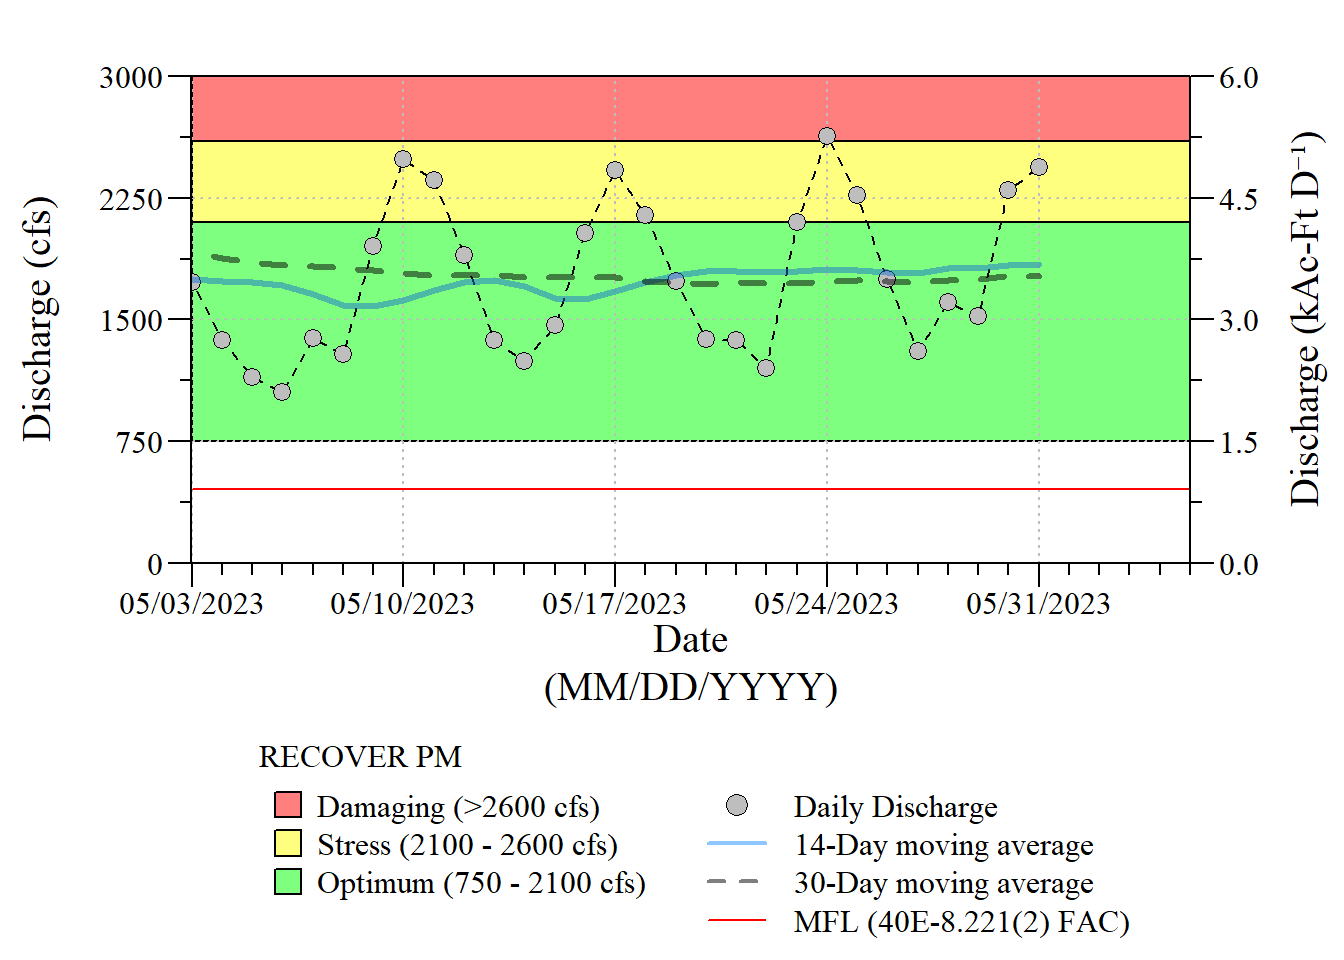 3000
2250
1500
750
0
Discharge (cfs)
6.0
4.5
3.0
1.5
0.0
Discharge (kAc-Ft D⁻¹)
05/03/2023 05/10/2023 05/17/2023 05/24/2023 05/31/2023
Date
(MM/DD/YYYY)
RECOVER PM
Damaging (>2600 cfs)
Stress (2100 - 2600 cfs)
Optimum (750 - 2100 cfs)
Daily Discharge
14-Day moving average
30-Day moving average
MFL (40E-8.221(2) FAC)